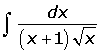 ∫ dx / ((x+1)√x)